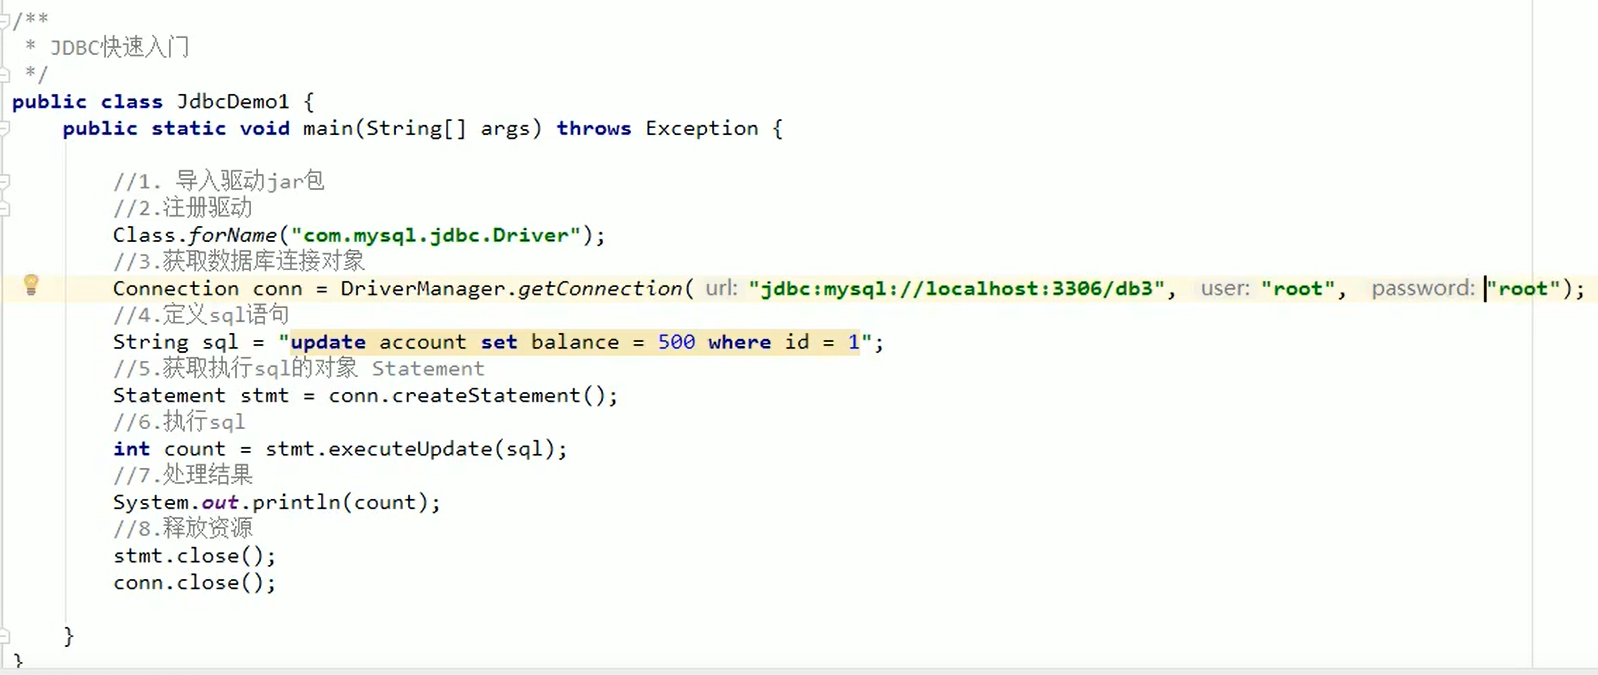 /**
 * JDBC快速入门
 */
public class JdbcDemo1 {
    public static void main(String[] args) throws Exception {
        //1. 导入驱动jar包
        //2.注册驱动
        Class.forName("com.mysql.jdbc.Driver");
        //3.获取数据库连接对象
        Connection conn = DriverManager.getConnection( url: "jdbc:mysql://localhost:3306/db3", user: "root", password: "root");
        //4.定义sql语句
        String sql = "update account set balance = 500 where id = 1";
        //5.获取执行sql的对象 Statement
        Statement stmt = conn.createStatement();
        //6.执行sql
        int count = stmt.executeUpdate(sql);
        //7.处理结果
        System.out.println(count);
        //8.释放资源
        stmt.close();
        conn.close();
    }
}